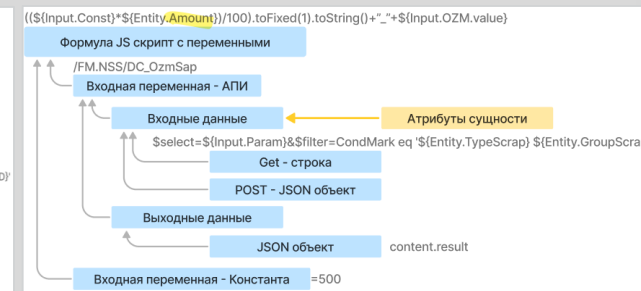 ((${Input.Const}*${Entity.Amount})/100).toFixed(1).toString()+"_"+${Input.OZM.value}
Формула JS скрипт с переменными
/FM.NSS/DC_OzmSap
Входная переменная - АПИ
Входные данные
Атрибуты сущности
$select=${Input.Param}&$filter=CondMark eq '${Entity.TypeScrap} ${Entity.GroupScra
Get - строка
POST - JSON объект
Выходные данные
JSON объект
content.result
Входная переменная - Константа
=500